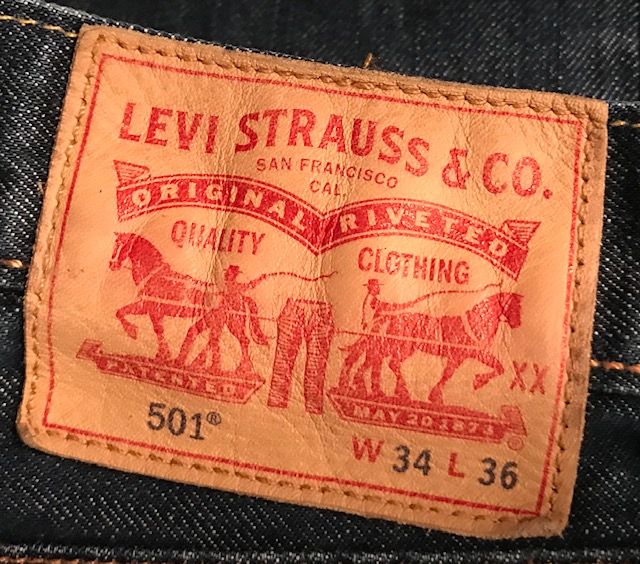 LEVI STRAUSS & CO.
SAN FRANCISCO
CAL.
ORIGINAL RIVETED
QUALITY CLOTHING
XX
PATENTED MAY 20 1873
501®
W 34 L 36